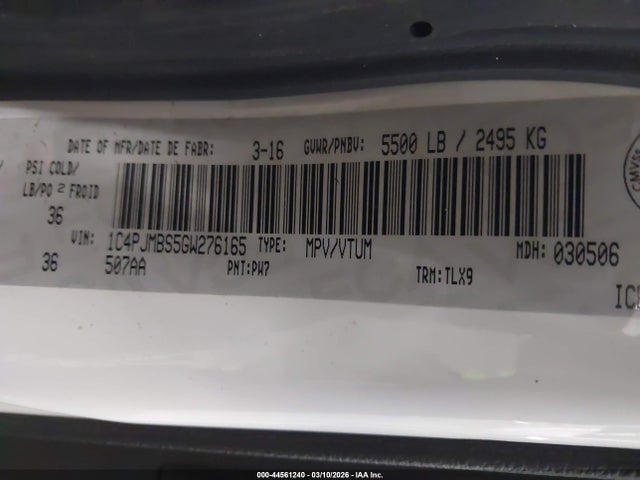 DATE OF MFR/DATE DE FABR: 3-16 GVWR/PNBV: 5500 LB / 2495 KG
PSI COLD/
LB/PO 2 FROID
36
VIN: 1C4PJMBS5GW276165 TYPE: MPV/VTUM MDH: 030506
36 507AA PNT:PW7 TRM:TLX9
000-44561240 - 03/10/2026 - IAA Inc.